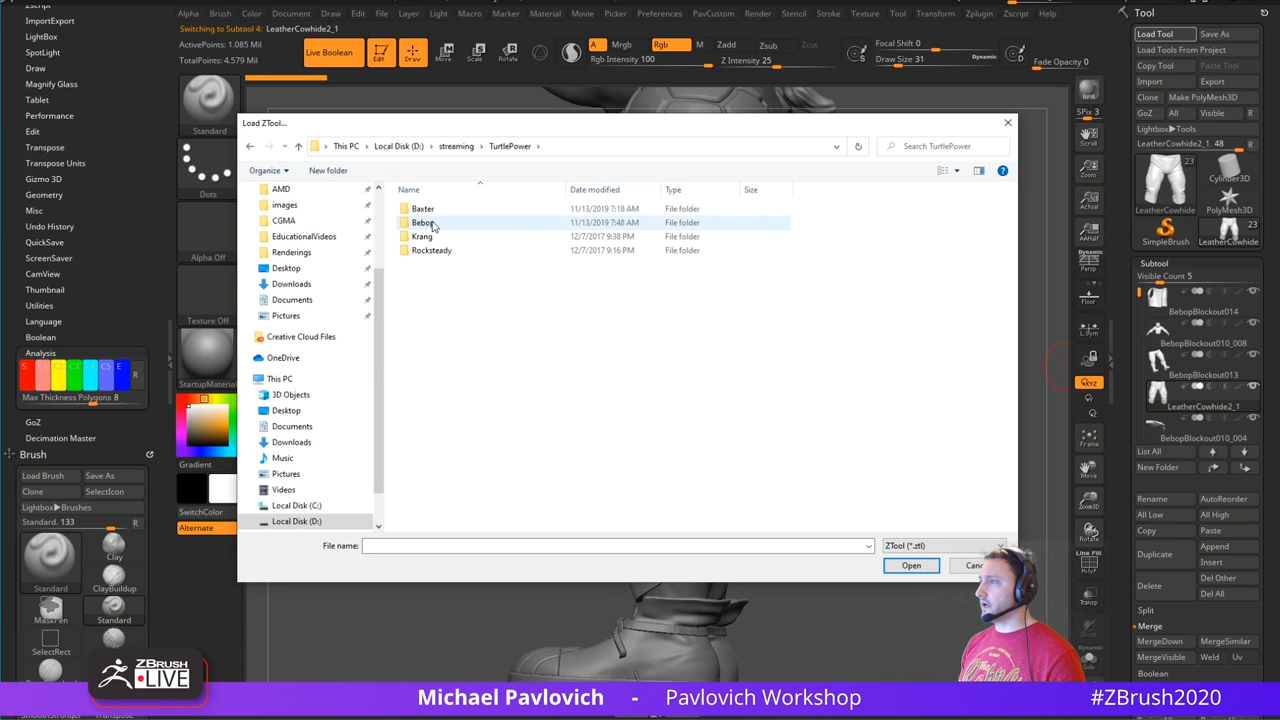 Zscript
ImportExport
LightBox
SpotLight
Draw
Magnify Glass
Tablet
Performance
Edit
Transpose
Transpose Units
Gizmo 3D
Geometry
Misc
Undo History
QuickSave
ScreenSaver
CamView
Thumbnail
Utilities
Language
Boolean
Analysis
E
R
Max Thickness Polygons 8
GoZ
Decimation Master
Brush
Load Brush Save As
Clone SelectIcon
Lightbox▶Brushes
Standard. 133 R
Standard
Clay
ClayBuildup
MaskPen
Standard
SelectRect
Alpha Brush Color Document Draw Edit File Layer Light Macro Marker Material Movie Picker Preferences PavCustom Render Stencil Stroke Texture Tool Transform Zplugin Zscript Help
Switching to Subtool 4: LeatherCowhide2_1
ActivePoints: 1.085 Mil
TotalPoints: 4.579 Mil
Live Boolean
Edit
Draw
Move
Scale
Rotate
A Mrgb Rgb M
Rgb Intensity 100
Zadd Zsub Zcut
Z Intensity 25
S
Focal Shift 0
Draw Size 31 Dynamic
D
Fade Opacity 0
Standard
Dots
Alpha Off
Texture Off
StartupMaterial
Gradient
SwitchColor
Alternate
Load ZTool...
This PC › Local Disk (D:) › streaming › TurtlePower ›
Search TurtlePower
Organize New folder
Name Date modified Type Size
Baxter 11/13/2019 7:18 AM File folder
Bebop 11/13/2019 7:48 AM File folder
Krang 12/7/2017 9:38 PM File folder
Rocksteady 12/7/2017 9:16 PM File folder
AMD
images
CGMA
EducationalVideos
Renderings
Desktop
Downloads
Documents
Pictures
Creative Cloud Files
OneDrive
This PC
3D Objects
Desktop
Documents
Downloads
Music
Pictures
Videos
Local Disk (C:)
Local Disk (D:)
File name:
ZTool (*.ztl)
Open
BPR
SPix 3
Scroll
Zoom
Actual
AAHalf
Dynamic
Persp
Floor
L.Sym
Frame
Move
Zoom3D
Rotate
Line Fill
PolyF
Transp
Dynamic
Solo
Tool
Load Tool Save As
Load Tools From Project
Copy Tool Paste Tool
Import Export
Clone Make PolyMesh3D
GoZ All Visible R
Lightbox▶Tools
LeatherCowhide2_1. 48 R
23
LeatherCowhide
Cylinder3D
PolyMesh3D
SimpleBrush
23
LeatherCowhide
Subtool
Visible Count 5
BebopBlockout014
BebopBlockout010_008
BebopBlockout013
LeatherCowhide2_1
BebopBlockout010_004
List All
New Folder
Rename AutoReorder
All Low All High
Copy Paste
Duplicate
Append
Insert
Delete
Del Other
Del All
Split
Merge
MergeDown MergeSimilar
MergeVisible Weld Uv
Boolean
ZBRUSH
LIVE
Michael Pavlovich - Pavlovich Workshop
#ZBrush2020